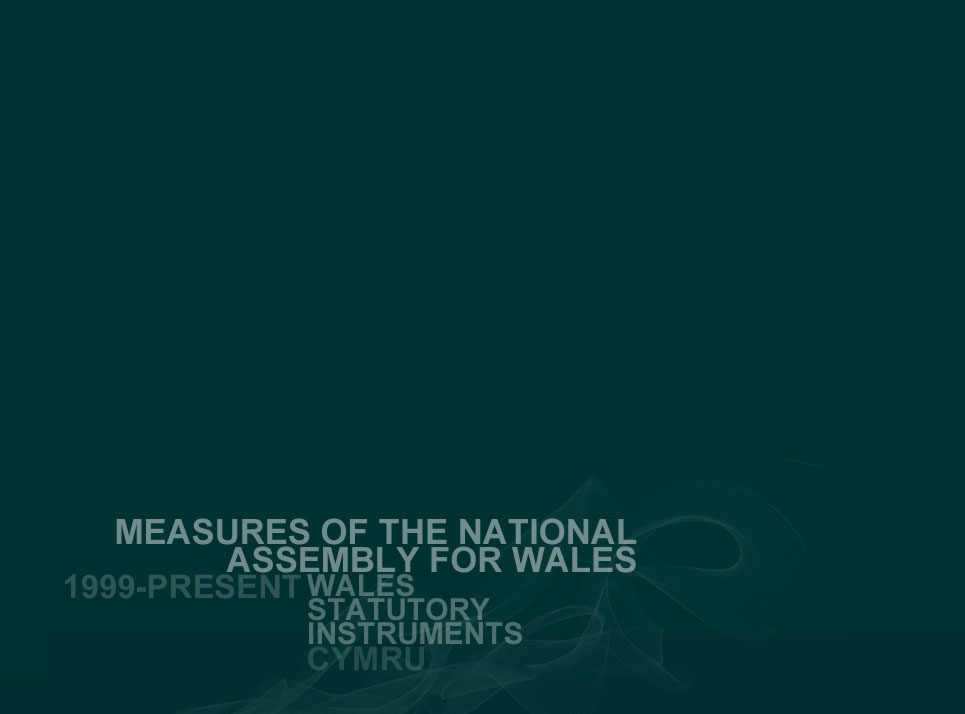 MEASURES OF THE NATIONAL
ASSEMBLY FOR WALES
1999-PRESENT WALES
STATUTORY
INSTRUMENTS
CYMRU